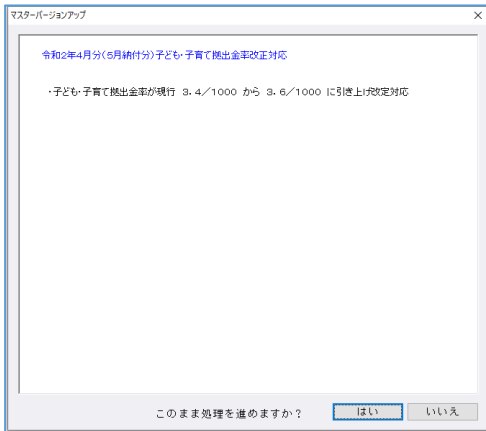 マスターバージョンアップ
令和2年4月分(5月納付分)子ども・子育て拠出金率改正対応
・子ども・子育て拠出金率が現行 3.4/1000 から 3.6/1000 に引き上げ改定対応
このまま処理を進めますか? はい いいえ